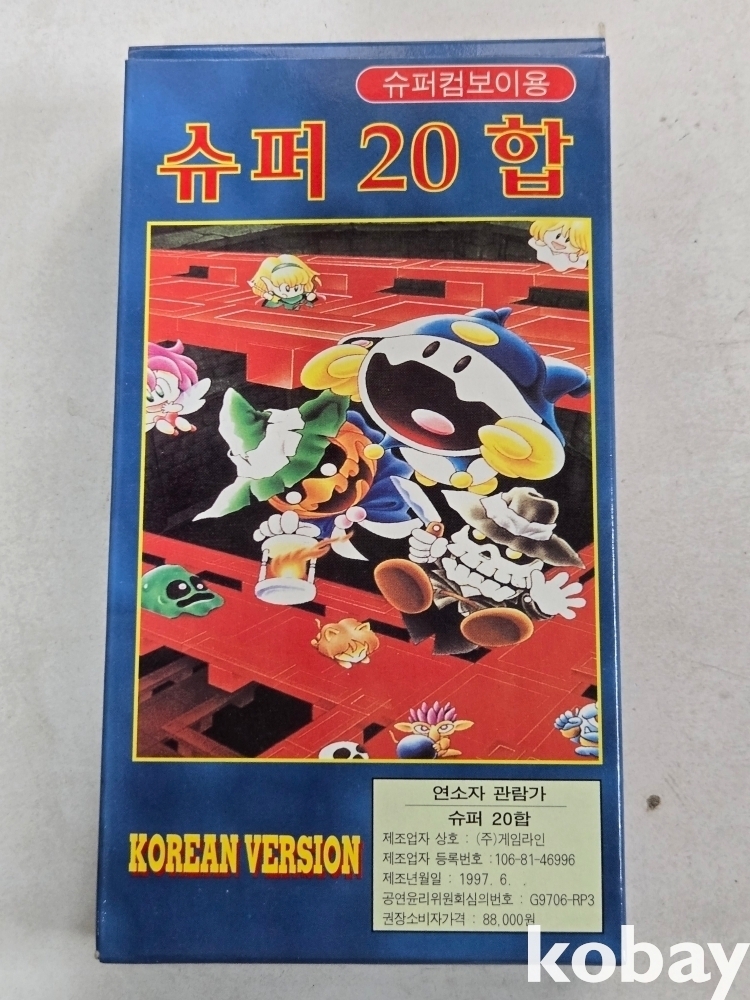 슈퍼컴보이용
슈퍼 20 합
KOREAN VERSION
연소자 관람가
슈퍼 20합
제조업자 상호 : (주)게임라인
제조업자 등록번호 :106-81-46996
제조년월일 : 1997. 6. .
공연윤리위원회심의번호 : G9706-RP3
권장소비자가격 : 88,000원
kobay